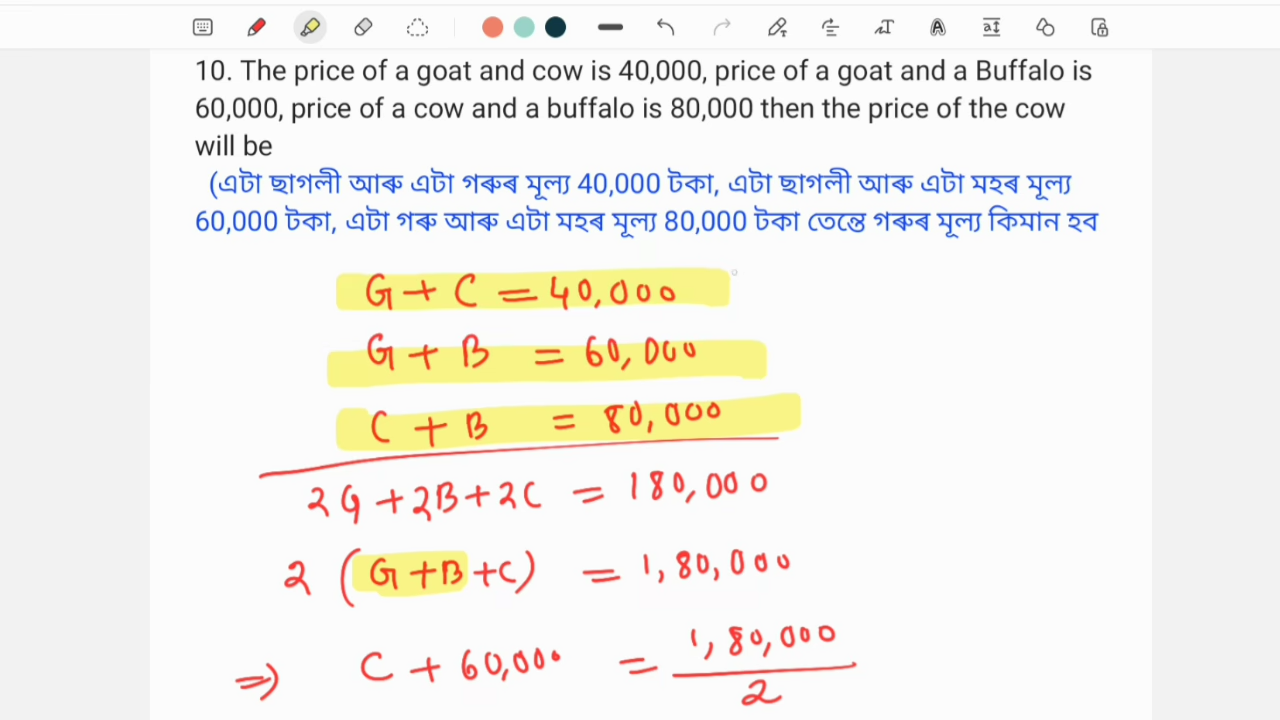 10. The price of a goat and cow is 40,000, price of a goat and a Buffalo is
60,000, price of a cow and a buffalo is 80,000 then the price of the cow
will be
(এটা ছাগলী আৰু এটা গৰুৰ মূল্য 40,000 টকা, এটা ছাগলী আৰু এটা মহৰ মূল্য
60,000 টকা, এটা গৰু আৰু এটা মহৰ মূল্য 80,000 টকা তেন্তে গৰুৰ মূল্য কিমান হব
G + C = 40,000
G + B = 60,000
C + B = 80,000
2G + 2B + 2C = 180,000
2 (G + B + C) = 1,80,000
⇒ C + 60,000 = 1,80,000
2